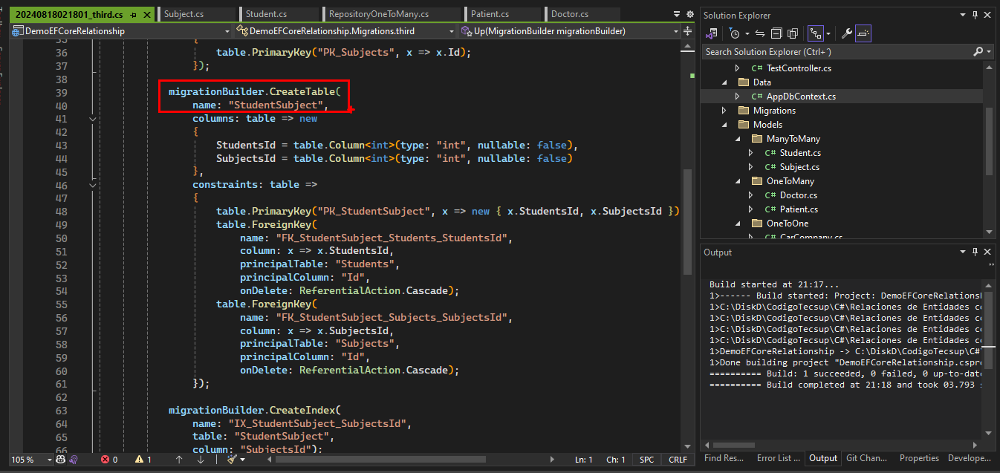 20240818021801_third.cs
Subject.cs
Student.cs
RepositoryOneToMany.cs
Patient.cs
Doctor.cs
DemoEFCoreRelationship
DemoEFCoreRelationship.Migrations.third
Up(MigrationBuilder migrationBuilder)
35 {
36 table.PrimaryKey("PK_Subjects", x => x.Id);
37 });
38
39 migrationBuilder.CreateTable(
40 name: "StudentSubject",
41 columns: table => new
42 {
43 StudentsId = table.Column<int>(type: "int", nullable: false),
44 SubjectsId = table.Column<int>(type: "int", nullable: false)
45 },
46 constraints: table =>
47 {
48 table.PrimaryKey("PK_StudentSubject", x => new { x.StudentsId, x.SubjectsId })
49 table.ForeignKey(
50 name: "FK_StudentSubject_Students_StudentsId",
51 column: x => x.StudentsId,
52 principalTable: "Students",
53 principalColumn: "Id",
54 onDelete: ReferentialAction.Cascade);
55 table.ForeignKey(
56 name: "FK_StudentSubject_Subjects_SubjectsId",
57 column: x => x.SubjectsId,
58 principalTable: "Subjects",
59 principalColumn: "Id",
60 onDelete: ReferentialAction.Cascade);
61 });
62
63 migrationBuilder.CreateIndex(
64 name: "IX_StudentSubject_SubjectsId",
65 table: "StudentSubject",
66 column: "SubjectsId");
105 %
0
1
Ln: 1
Ch: 1
SPC
CRLF
Solution Explorer
Search Solution Explorer (Ctrl+´)
C# TestController.cs
Data
C# AppDbContext.cs
Migrations
Models
ManyToMany
C# Student.cs
C# Subject.cs
OneToMany
C# Doctor.cs
C# Patient.cs
OneToOne
C# CarCompany.cs
Output
Build started at 21:17...
1>------ Build started: Project: DemoEFCoreRelations
1>C:\DiskD\CodigoTecsup\C#\Relaciones de Entidades c
1>C:\DiskD\CodigoTecsup\C#\Relaciones de Entidades c
1>C:\DiskD\CodigoTecsup\C#\Relaciones de Entidades c
1>C:\DiskD\CodigoTecsup\C#\Relaciones de Entidades c
1>DemoEFCoreRelationship -> C:\DiskD\CodigoTecsup\C#
1>Done building project "DemoEFCoreRelationship.cspr
========== Build: 1 succeeded, 0 failed, 0 up-to-dat
========== Build completed at 21:18 and took 03.793
Find Res...
Error List ...
Output
Git Chan...
Properties
Develope...